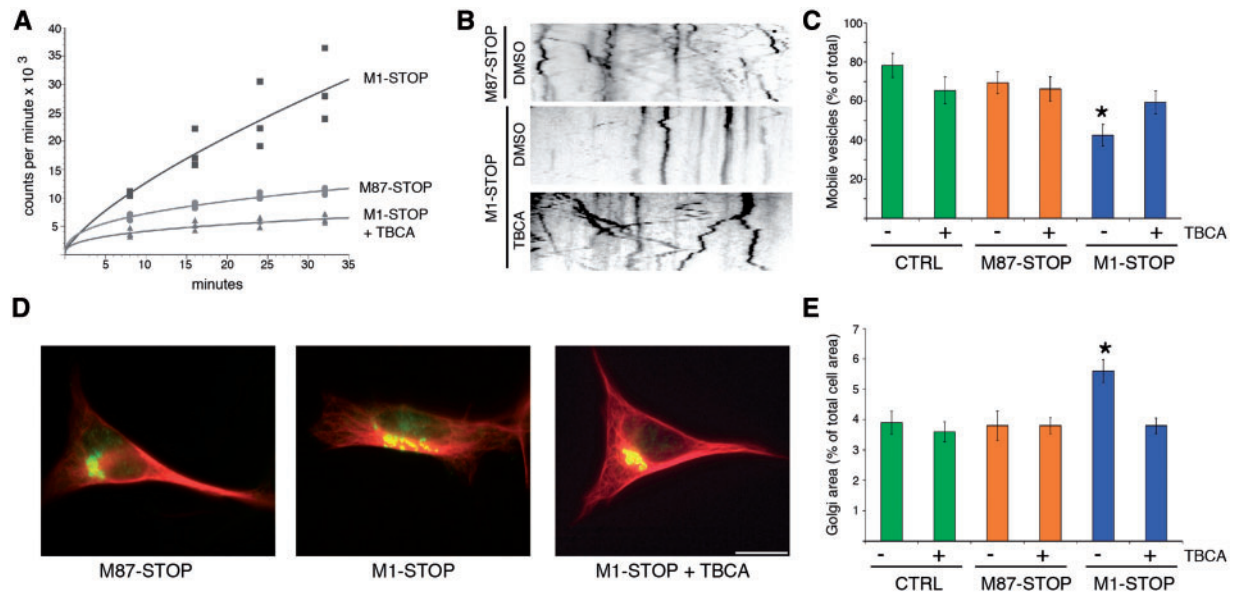 A
counts per minute x 10³
40
35
30
25
20
15
10
5
5
10
15
20
25
30
35
minutes
M1-STOP
M87-STOP
M1-STOP
+ TBCA
B
M87-STOP
DMSO
M1-STOP
DMSO
TBCA
C
Mobile vesicles (% of total)
100
80
60
40
20
- + - + - + TBCA
CTRL M87-STOP M1-STOP
D
M87-STOP
M1-STOP
M1-STOP + TBCA
E
Golgi area (% of total cell area)
7
6
5
4
3
2
1
- + - + - + TBCA
CTRL M87-STOP M1-STOP